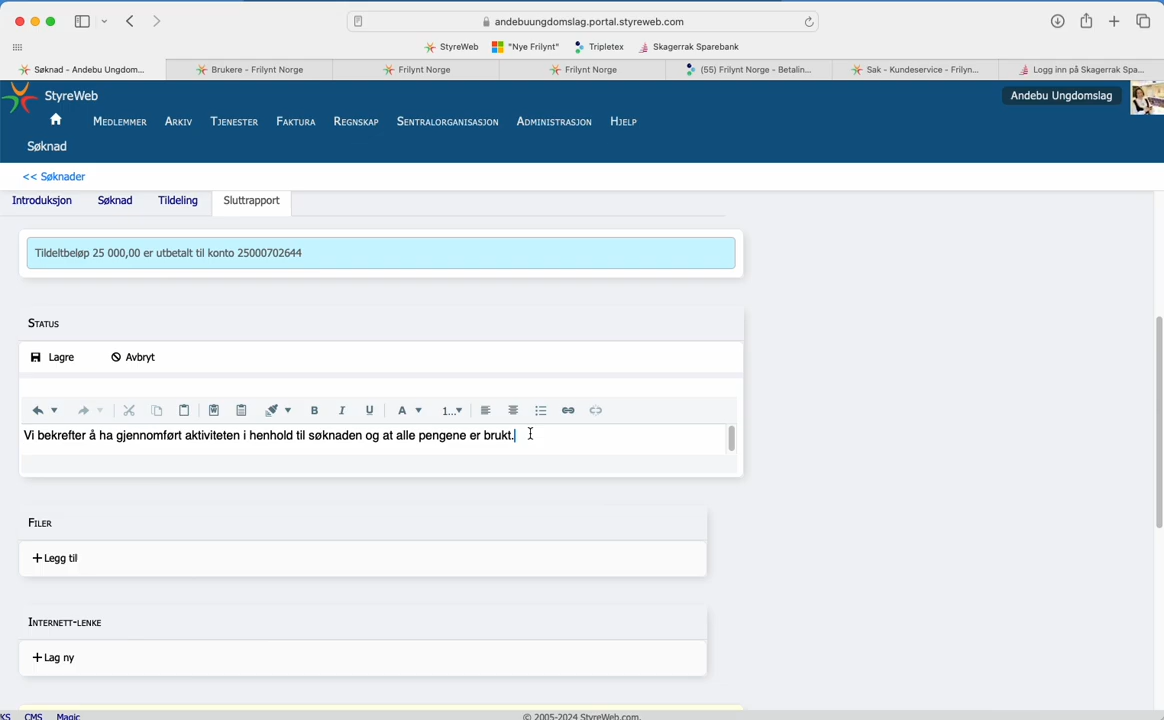 andebuungdomslag.portal.styreweb.com
StyreWeb
"Nye Frilynt"
Tripletex
Skagerrak Sparebank
Søknad - Andebu Ungdom...
Brukere - Frilynt Norge
Frilynt Norge
Frilynt Norge
(55) Frilynt Norge - Betalin...
Sak - Kundeservice - Frilyn...
Logg inn på Skagerrak Spa...
StyreWeb
Andebu Ungdomslag
Medlemmer Arkiv Tjenester Faktura Regnskap Sentralorganisasjon Administrasjon Hjelp
Søknad
<< Søknader
Introduksjon Søknad Tildeling Sluttrapport
Tildeltbeløp 25 000,00 er utbetalt til konto 25000702644
Status
Lagre Avbryt
B I U A 1...
Vi bekrefter å ha gjennomført aktiviteten i henhold til søknaden og at alle pengene er brukt.
Filer
+Legg til
Internett-lenke
+Lag ny
KS CMS Magic
© 2005-2024 StyreWeb.com.